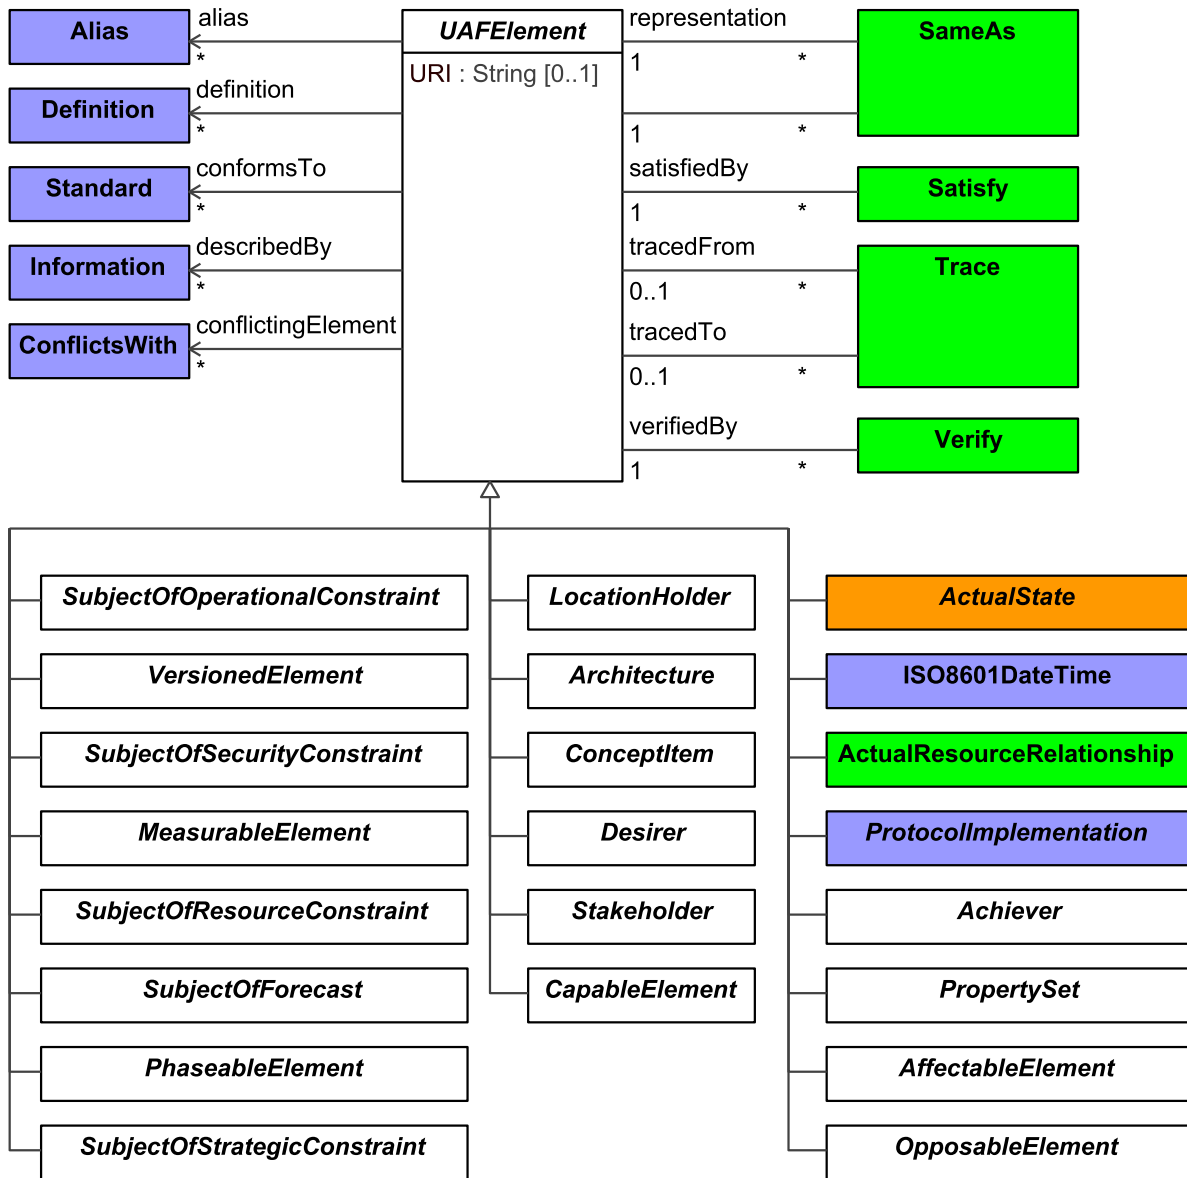 Alias
alias
*
UAFElement
URI : String [0..1]
representation
1
*
SameAs
Definition
definition
*
1
*
Standard
conformsTo
*
satisfiedBy
1
*
Satisfy
Information
describedBy
*
tracedFrom
0..1
*
Trace
ConflictsWith
conflictingElement
*
tracedTo
0..1
*
verifiedBy
1
*
Verify
SubjectOfOperationalConstraint
LocationHolder
ActualState
VersionedElement
Architecture
ISO8601DateTime
SubjectOfSecurityConstraint
ConceptItem
ActualResourceRelationship
MeasurableElement
Desirer
ProtocolImplementation
SubjectOfResourceConstraint
Stakeholder
Achiever
SubjectOfForecast
CapableElement
PropertySet
PhaseableElement
AffectableElement
SubjectOfStrategicConstraint
OpposableElement